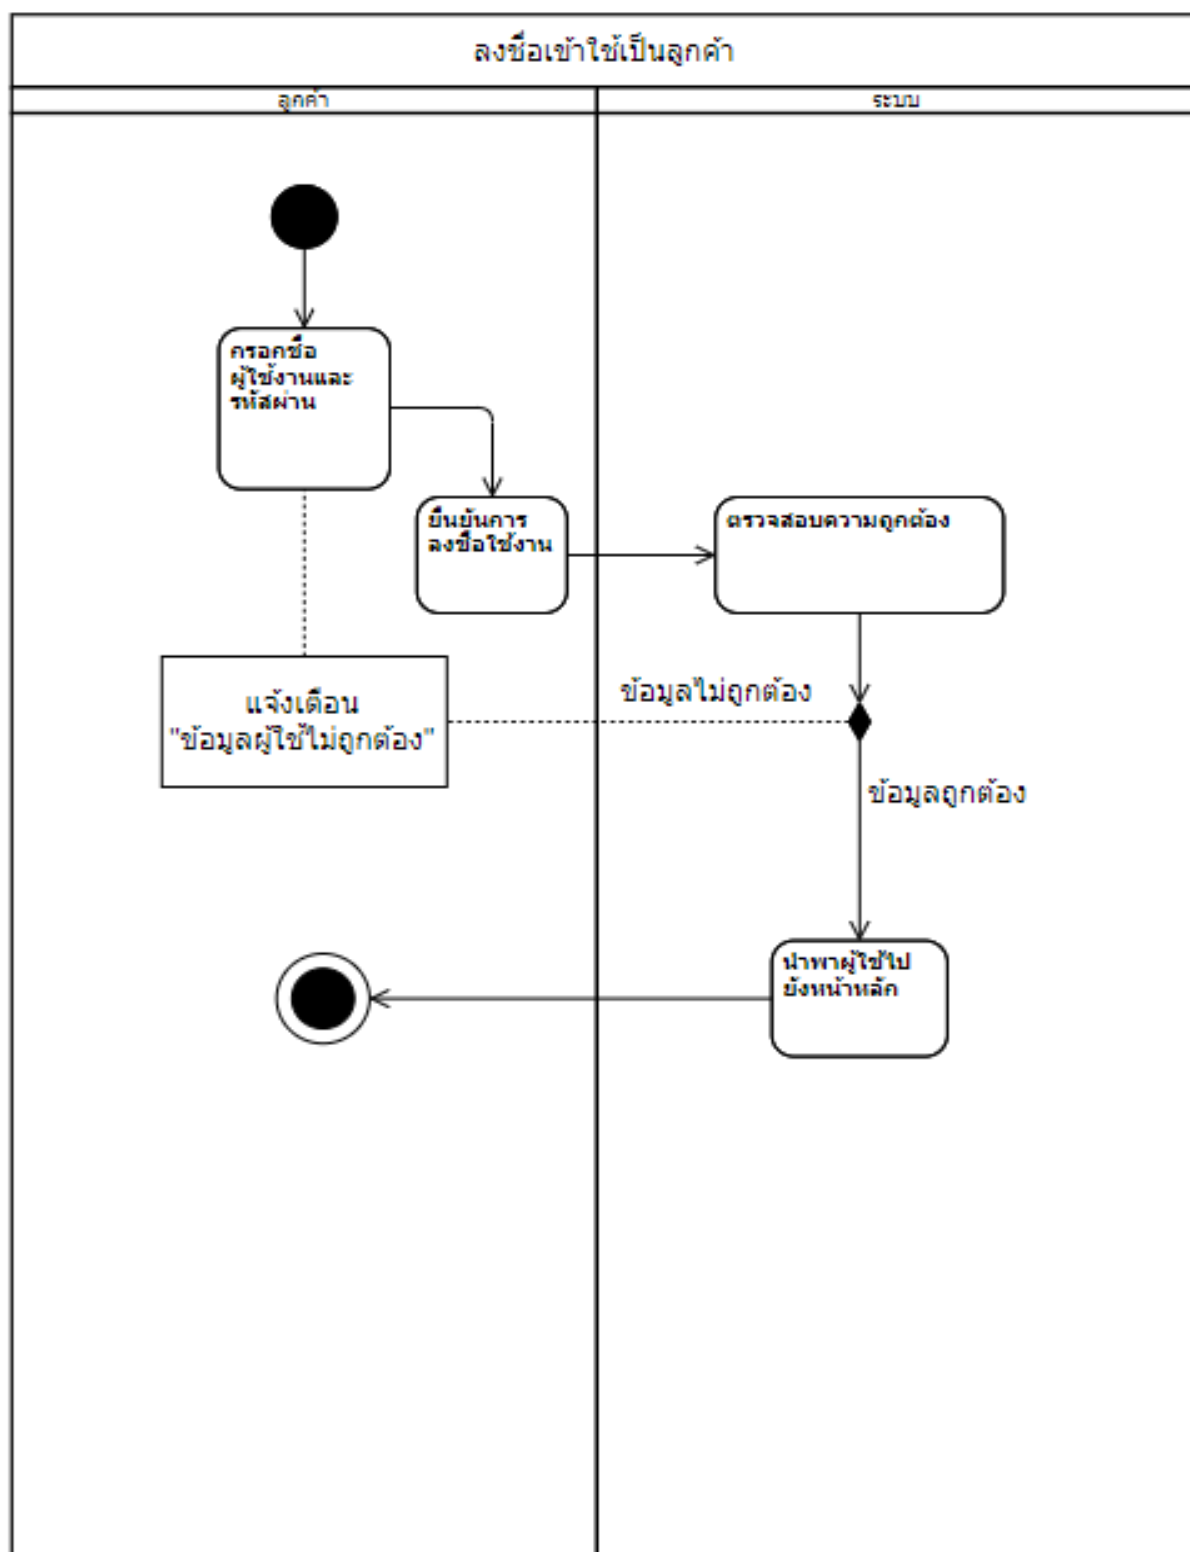 ลงชื่อเข้าใช้เป็นลูกค้า
ลูกค้า
ระบบ
กรอกชื่อ
ผู้ใช้งานและ
รหัสผ่าน
ยืนยันการ
ลงชื่อใช้งาน
ตรวจสอบความถูกต้อง
ข้อมูลไม่ถูกต้อง
แจ้งเตือน
"ข้อมูลผู้ใช้ไม่ถูกต้อง"
ข้อมูลถูกต้อง
นำพาผู้ใช้ไป
ยังหน้าหลัก